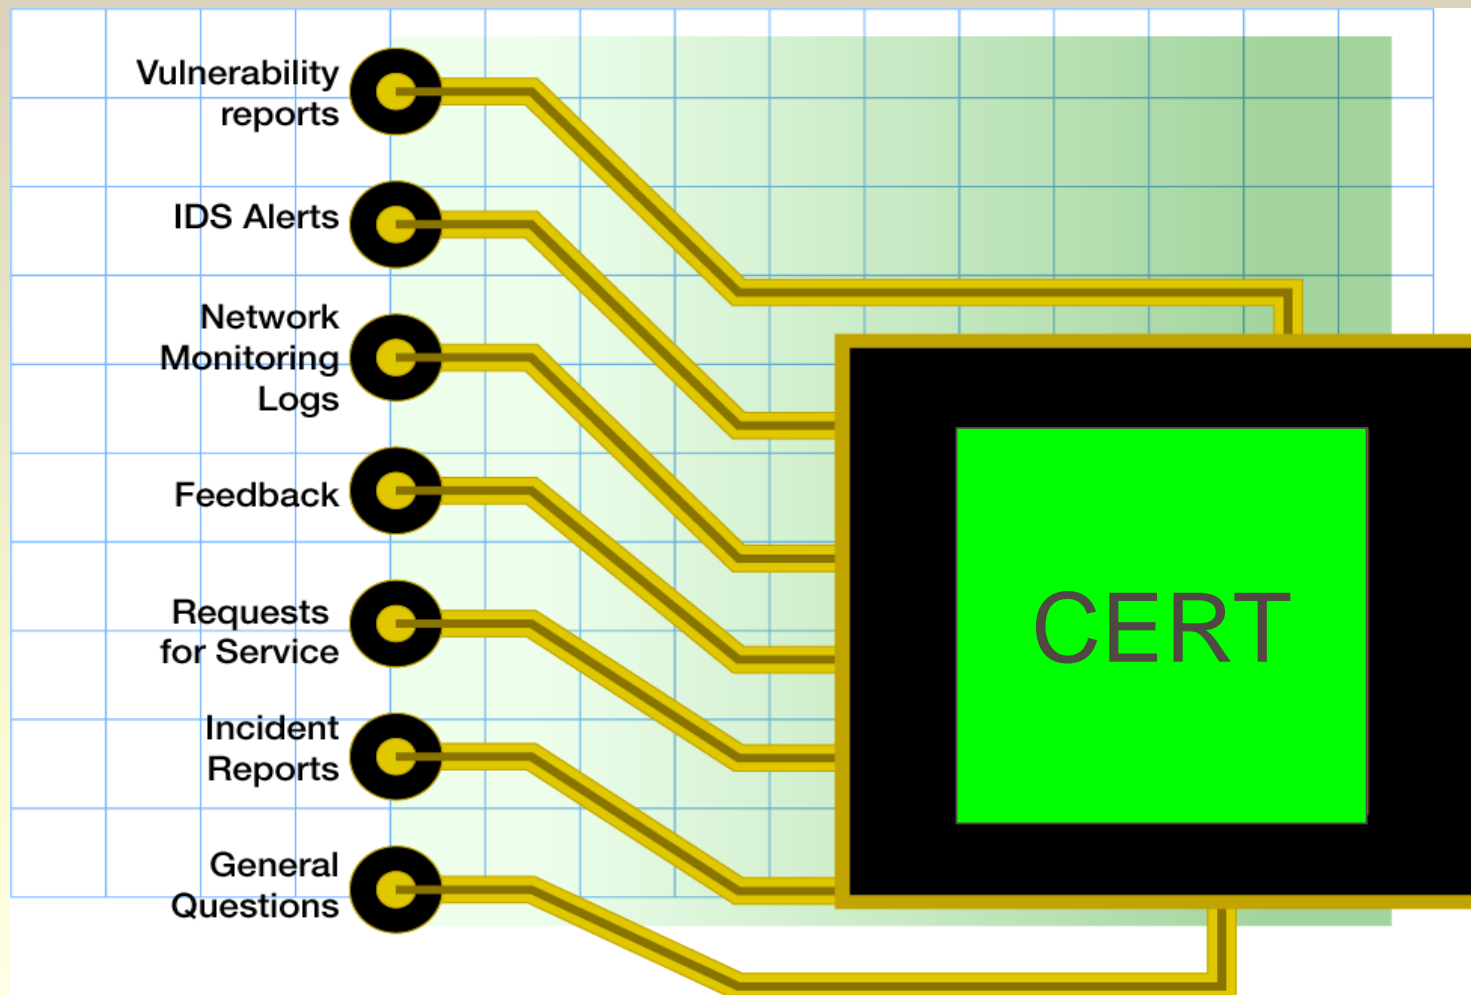 Vulnerability
reports
IDS Alerts
Network
Monitoring
Logs
Feedback
Requests
for Service
Incident
Reports
General
Questions
CERT